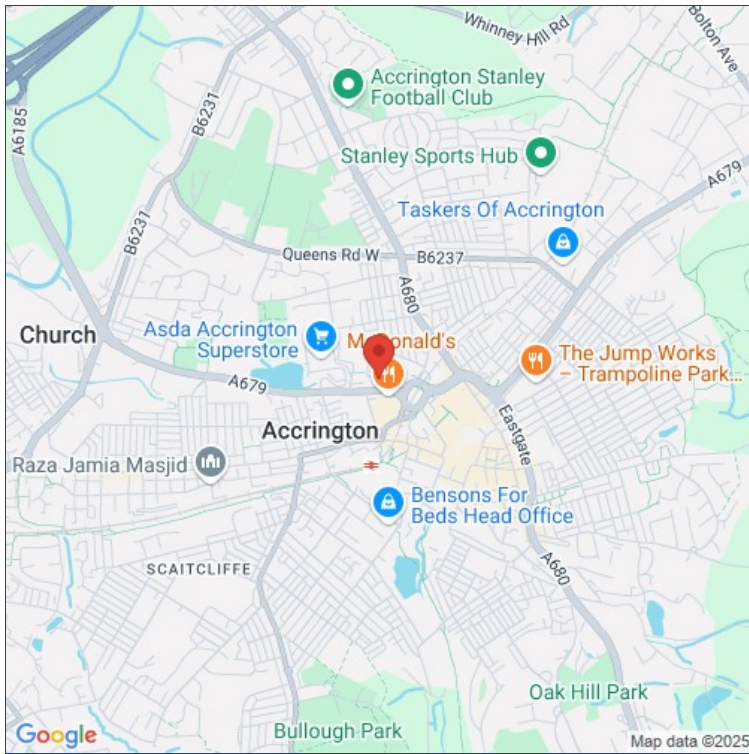 Whinney Hill Rd
Bolton Ave
A6185
B6231
Accrington Stanley
Football Club
Stanley Sports Hub
A679
Taskers Of Accrington
B6231
Queens Rd W
B6237
A680
Church
Asda Accrington
Superstore
McDonald's
The Jump Works
– Trampoline Park...
A679
Accrington
Eastgate
Raza Jamia Masjid
Bensons For
Beds Head Office
A680
SCAITCLIFFE
Oak Hill Park
Bullough Park
Google
Map data ©2025